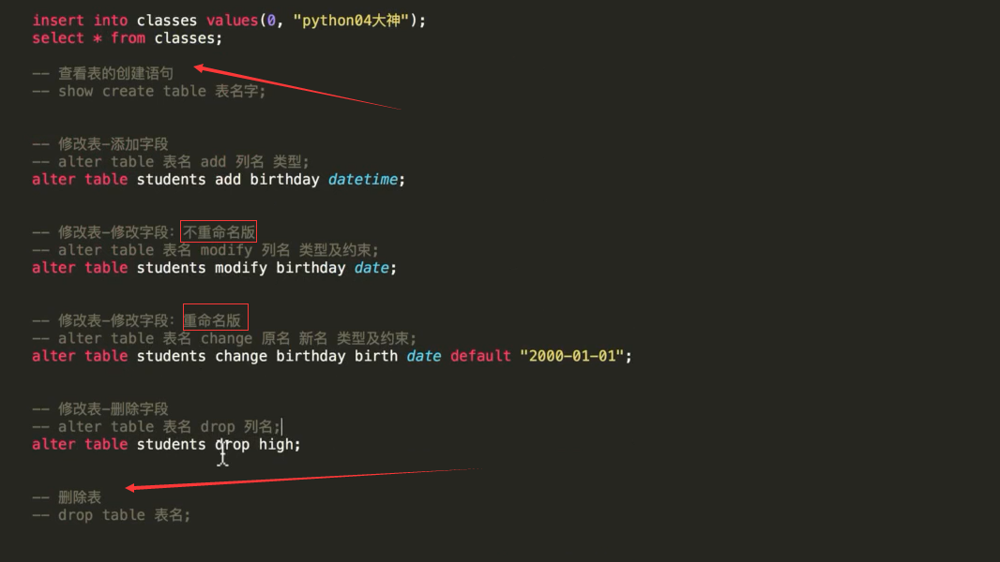 insert into classes values(0, "python04大神");
select * from classes;
-- 查看表的创建语句
-- show create table 表名字;
-- 修改表-添加字段
-- alter table 表名 add 列名 类型;
alter table students add birthday datetime;
-- 修改表-修改字段：不重命名版
-- alter table 表名 modify 列名 类型及约束;
alter table students modify birthday date;
-- 修改表-修改字段：重命名版
-- alter table 表名 change 原名 新名 类型及约束;
alter table students change birthday birth date default "2000-01-01";
-- 修改表-删除字段
-- alter table 表名 drop 列名;
alter table students drop high;
-- 删除表
-- drop table 表名;